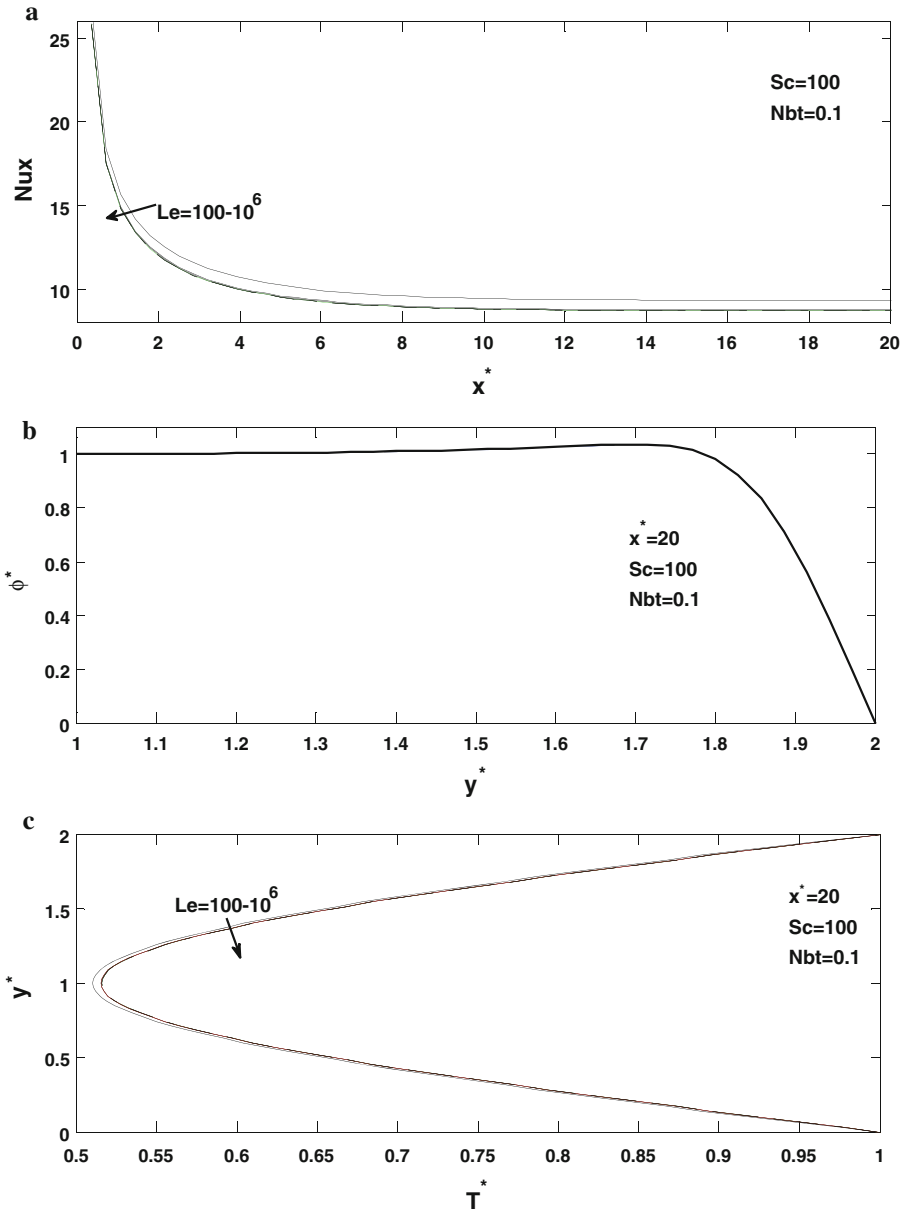 a
25
20
15
10
Nux
Sc=100
Nbt=0.1
Le=100-10^6
0 2 4 6 8 10 12 14 16 18 20
x*
b
1
0.8
0.6
0.4
0.2
0
ϕ*
x*=20
Sc=100
Nbt=0.1
1 1.1 1.2 1.3 1.4 1.5 1.6 1.7 1.8 1.9 2
y*
c
2
1.5
1
0.5
0
y*
Le=100-10^6
x*=20
Sc=100
Nbt=0.1
0.5 0.55 0.6 0.65 0.7 0.75 0.8 0.85 0.9 0.95 1
T*